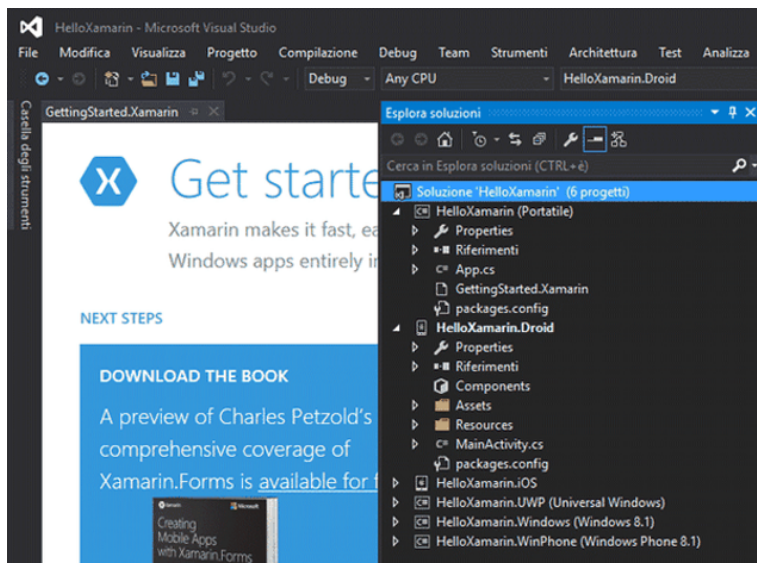 HelloXamarin - Microsoft Visual Studio
File Modifica Visualizza Progetto Compilazione Debug Team Strumenti Architettura Test Analizza
Debug Any CPU HelloXamarin.Droid
Casella degli strumenti
GettingStarted.Xamarin
Get starte
Xamarin makes it fast, ea
Windows apps entirely i
NEXT STEPS
DOWNLOAD THE BOOK
A preview of Charles Petzold's
comprehensive coverage of
Xamarin.Forms is available for f
Xamarin Microsoft
Creating
Mobile Apps
with Xamarin.Forms
Esplora soluzioni
Cerca in Esplora soluzioni (CTRL+è)
Soluzione 'HelloXamarin' (6 progetti)
C# HelloXamarin (Portatile)
Properties
Riferimenti
C# App.cs
GettingStarted.Xamarin
packages.config
HelloXamarin.Droid
Properties
Riferimenti
Components
Assets
Resources
C# MainActivity.cs
packages.config
HelloXamarin.iOS
C# HelloXamarin.UWP (Universal Windows)
C# HelloXamarin.Windows (Windows 8.1)
C# HelloXamarin.WinPhone (Windows Phone 8.1)